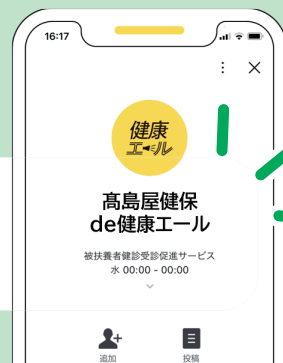 16:17
健康
エール
髙島屋健保
de健康エール
被扶養者健診受診促進サービス
水 00:00 - 00:00
追加
投稿